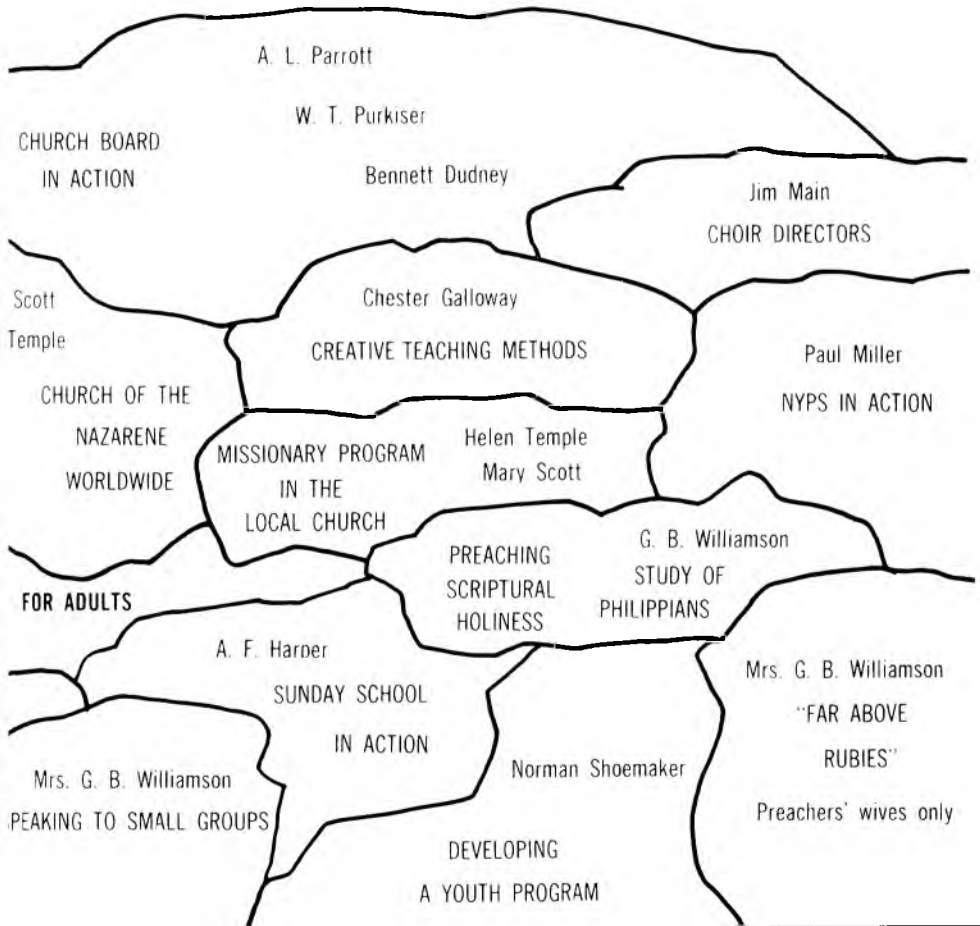 A. L. Parrott
W. T. Purkiser
CHURCH BOARD
IN ACTION
Bennett Dudney
Jim Main
CHOIR DIRECTORS
Scott
Temple
CHURCH OF THE
NAZARENE
WORLDWIDE
Chester Galloway
CREATIVE TEACHING METHODS
Paul Miller
NYPS IN ACTION
MISSIONARY PROGRAM
IN THE
LOCAL CHURCH
Helen Temple
Mary Scott
PREACHING
SCRIPTURAL
HOLINESS
G. B. Williamson
STUDY OF
PHILIPPIANS
FOR ADULTS
A. F. Harper
SUNDAY SCHOOL
IN ACTION
Mrs. G. B. Williamson
"FAR ABOVE
RUBIES"
Preachers' wives only
Mrs. G. B. Williamson
PEAKING TO SMALL GROUPS
Norman Shoemaker
DEVELOPING
A YOUTH PROGRAM